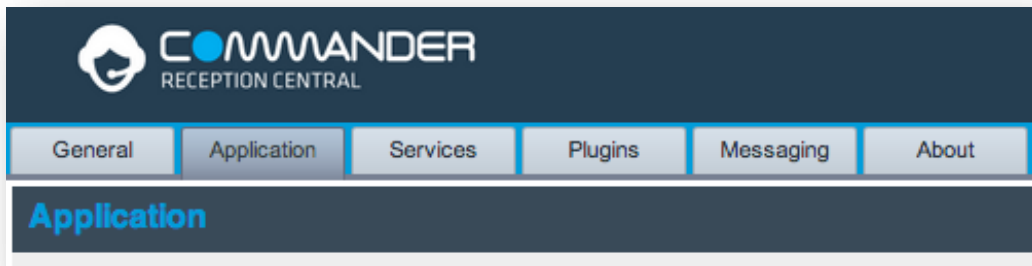 COMMANDER
RECEPTION CENTRAL
General Application Services Plugins Messaging About
Application